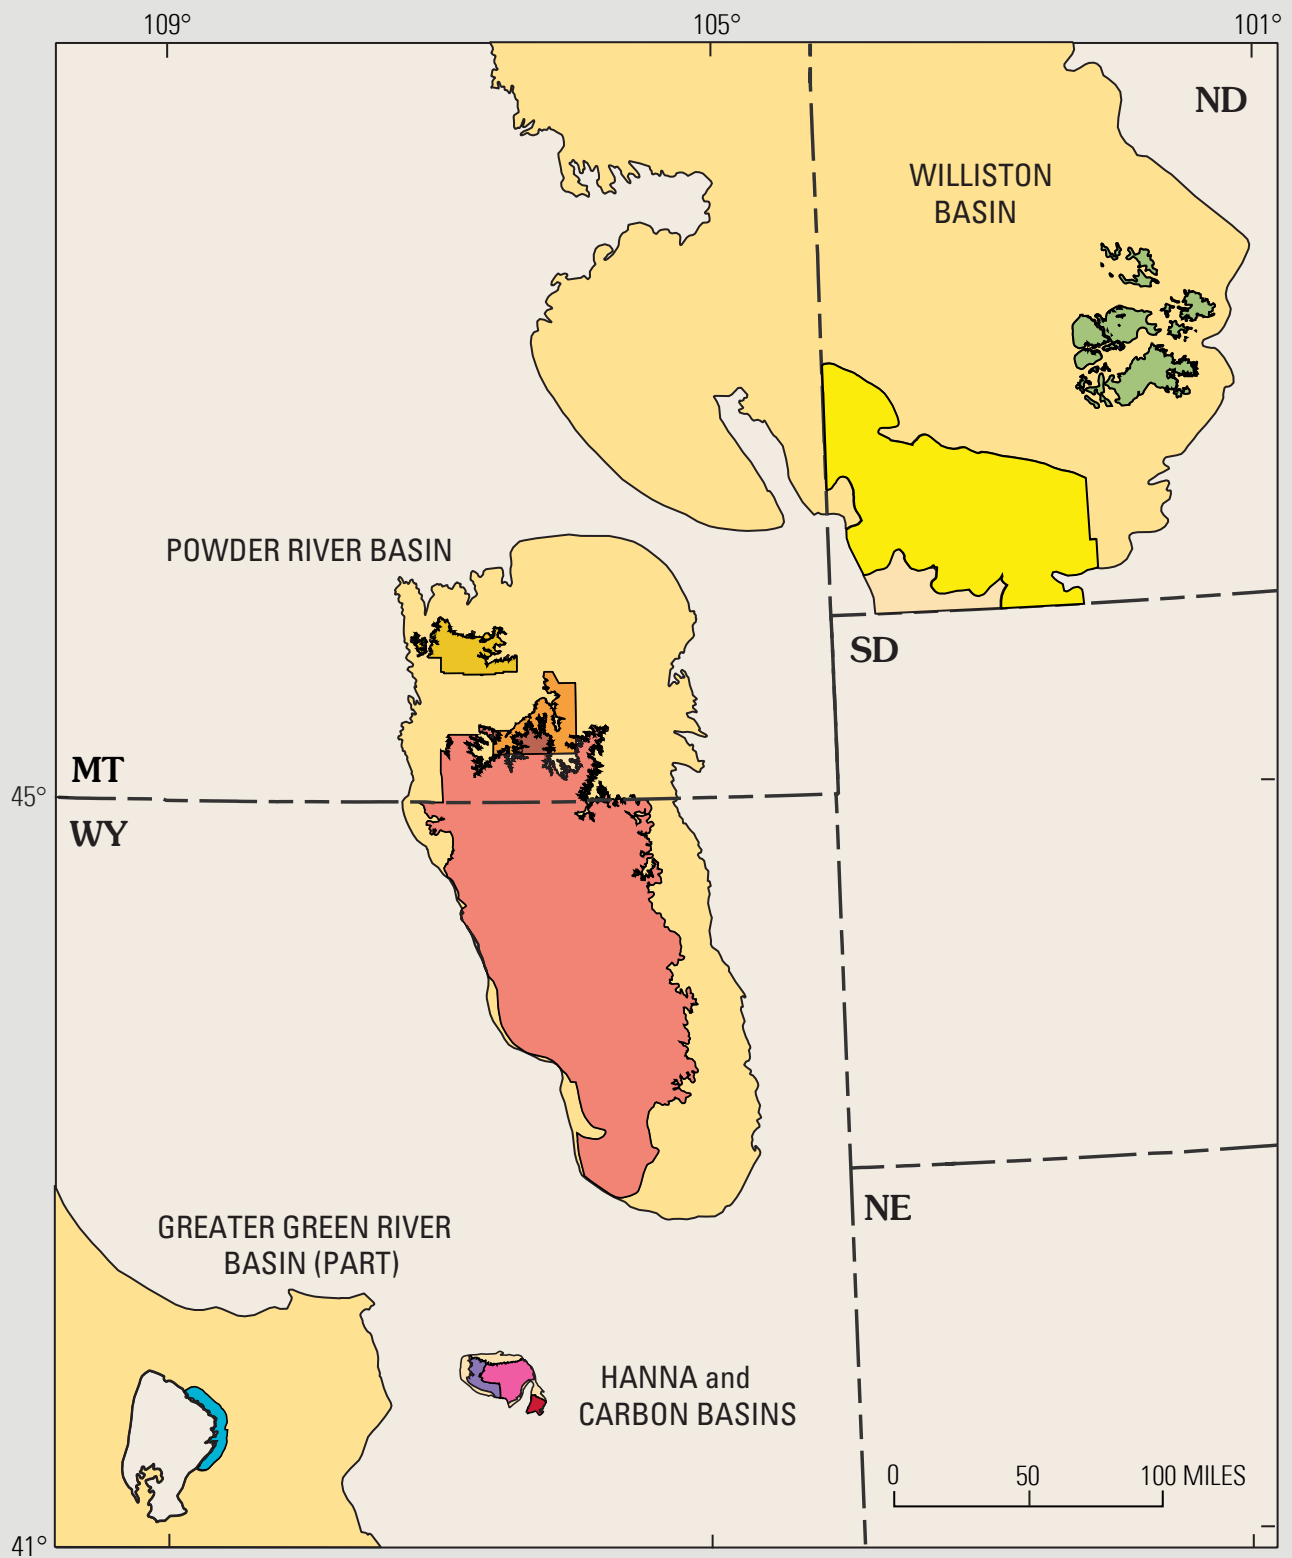 109°
105°
101°
ND
WILLISTON
BASIN
POWDER RIVER BASIN
SD
MT
45°
WY
NE
GREATER GREEN RIVER
BASIN (PART)
HANNA and
CARBON BASINS
0 50 100 MILES
41°